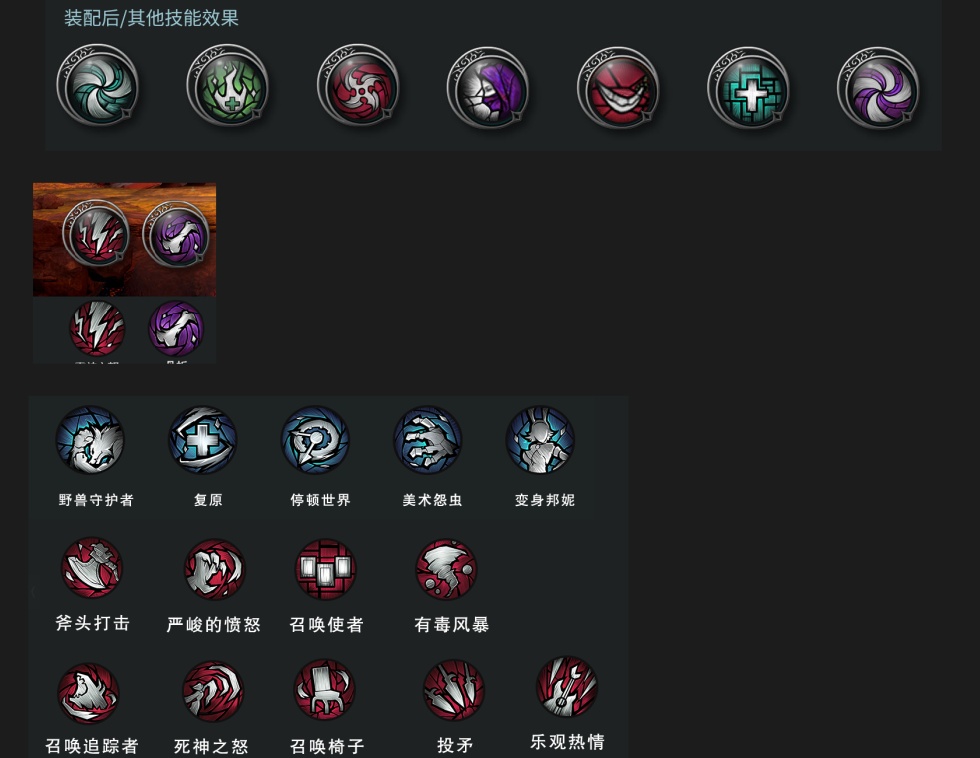 装配后/其他技能效果
野兽守护者 复原 停顿世界 美术怨虫 变身邦妮
斧头打击 严峻的愤怒 召唤使者 有毒风暴
召唤追踪者 死神之怒 召唤椅子 投矛 乐观热情